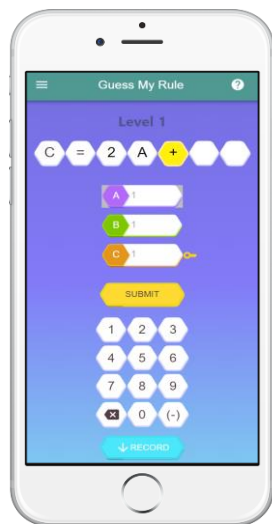 Guess My Rule ?
Level 1
C = 2 A +
A 1
B 1
C 1
SUBMIT
1 2 3
4 5 6
7 8 9
0 (-)
RECORD